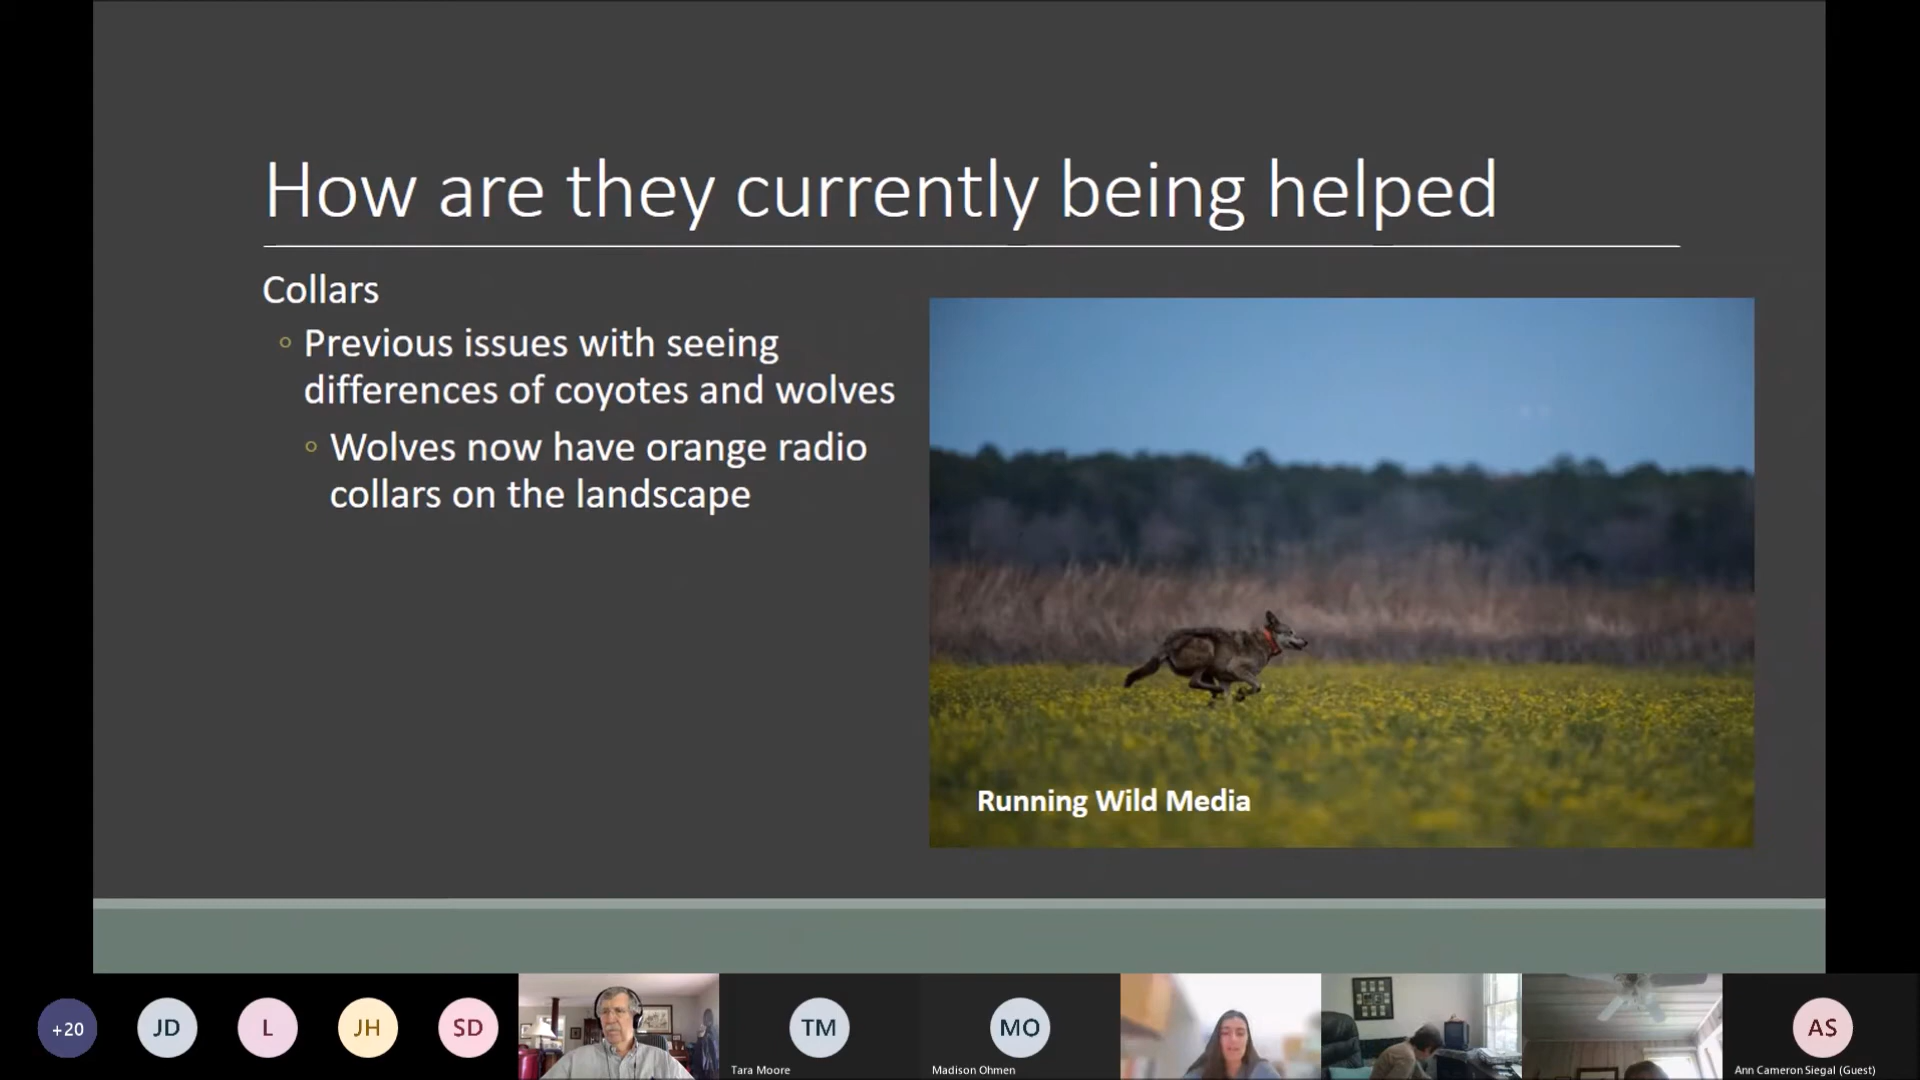 How are they currently being helped
Collars
Previous issues with seeing
differences of coyotes and wolves
Wolves now have orange radio
collars on the landscape
Running Wild Media
+20
JD
L
JH
SD
TM
Tara Moore
MO
Madison Ohmen
AS
Ann Cameron Siegal (Guest)